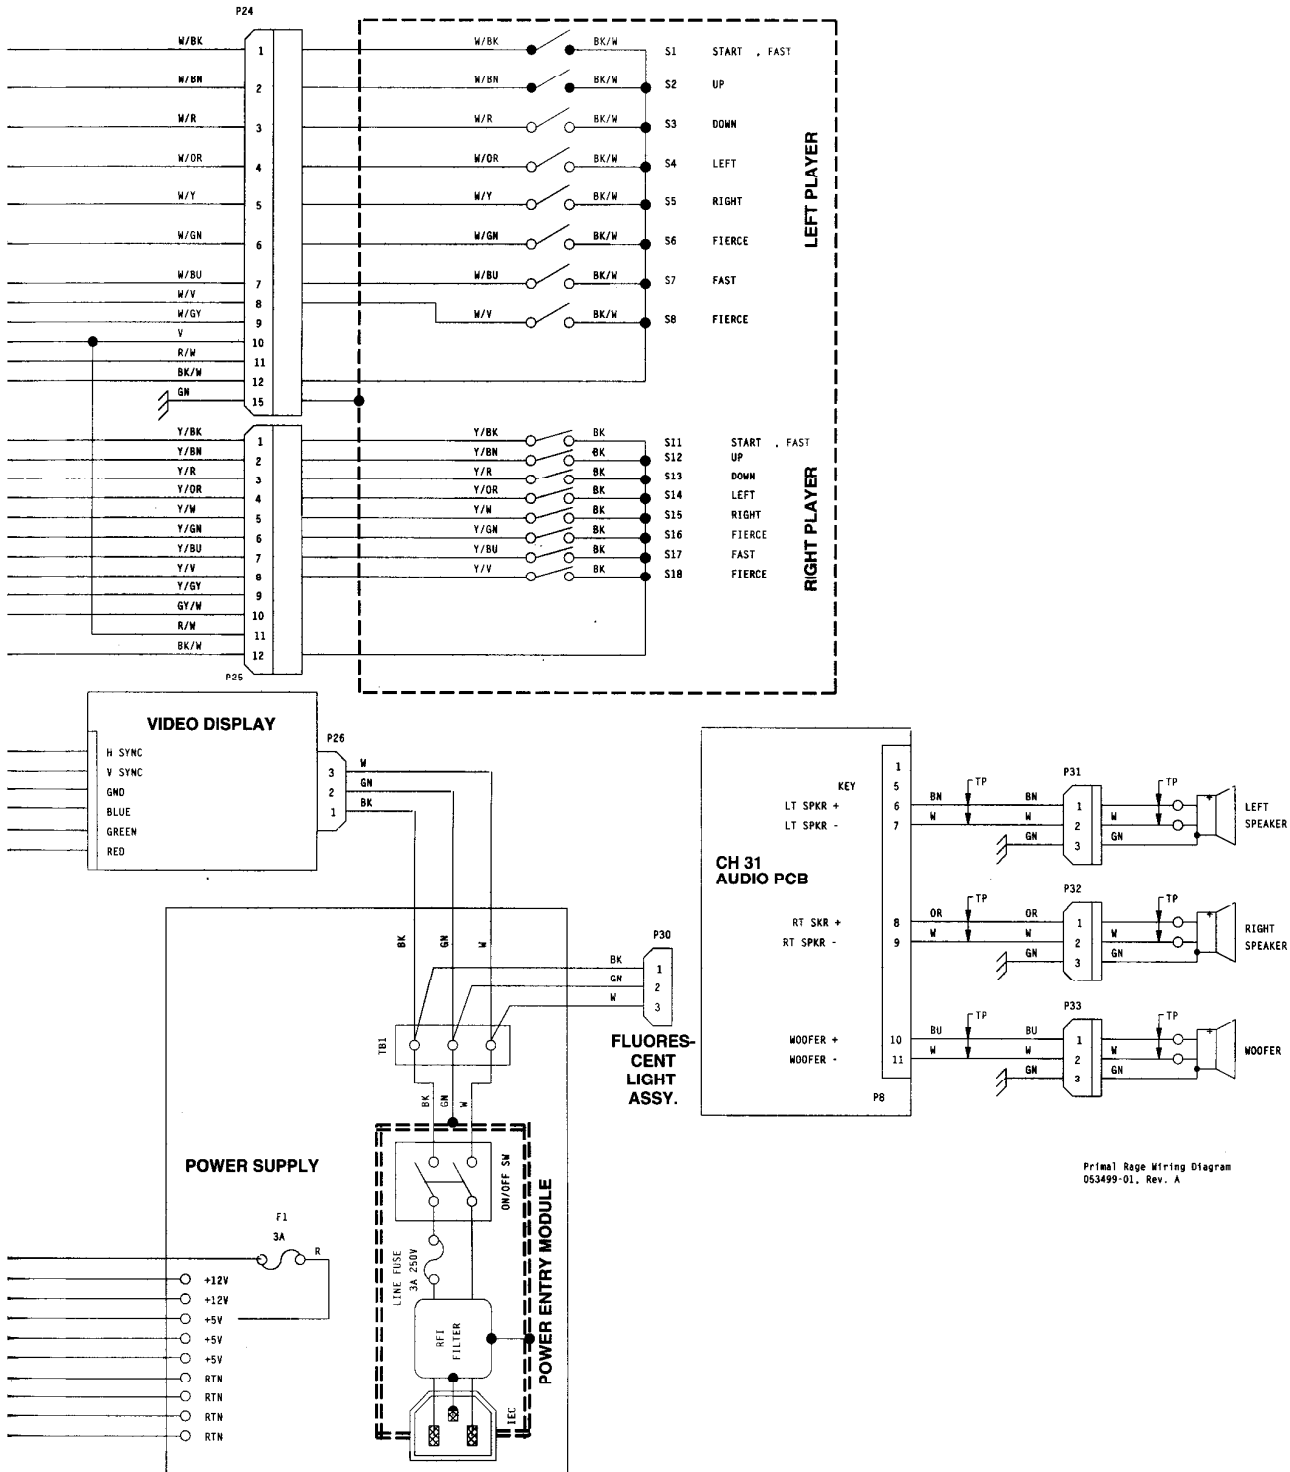 P24
W/BK 1 W/BK BK/W S1 START , FAST
W/BN 2 W/BN BK/W S2 UP
W/R 3 W/R BK/W S3 DOWN
W/OR 4 W/OR BK/W S4 LEFT
W/Y 5 W/Y BK/W S5 RIGHT
W/GN 6 W/GN BK/W S6 FIERCE
W/BU 7 W/BU BK/W S7 FAST
W/V 8 W/V BK/W S8 FIERCE
W/GY 9
V 10
R/W 11
BK/W 12
GN 15
LEFT PLAYER
Y/BK 1 Y/BK BK S11 START , FAST
Y/BN 2 Y/BN BK S12 UP
Y/R 3 Y/R BK S13 DOWN
Y/OR 4 Y/OR BK S14 LEFT
Y/W 5 Y/W BK S15 RIGHT
Y/GN 6 Y/GN BK S16 FIERCE
Y/BU 7 Y/BU BK S17 FAST
Y/V 8 Y/V BK S18 FIERCE
Y/GY 9
GY/W 10
R/W 11
BK/W 12
P25
RIGHT PLAYER
VIDEO DISPLAY
H SYNC
V SYNC
GND
BLUE
GREEN
RED
P26
3 W
2 GN
1 BK
BK GN W
P30
BK 1
GN 2
W 3
FLUORES-
CENT
LIGHT
ASSY.
TB1
BK GN W
POWER SUPPLY
F1
3A
R
+12V
+12V
+5V
+5V
+5V
RTN
RTN
RTN
RTN
ON/OFF SW
LINE FUSE
3A 250V
RFI
FILTER
IEC
POWER ENTRY MODULE
CH 31
AUDIO PCB
1
KEY 5
LT SPKR + 6 BN TP BN P31 1 TP LEFT
LT SPKR - 7 W W 2 W SPEAKER
GN 3 GN
RT SKR + 8 OR TP OR P32 1 TP RIGHT
RT SPKR - 9 W W 2 W SPEAKER
GN 3 GN
WOOFER + 10 BU TP BU P33 1 TP WOOFER
WOOFER - 11 W W 2 W
GN 3 GN
P8
Primal Rage Wiring Diagram
053499-01, Rev. A